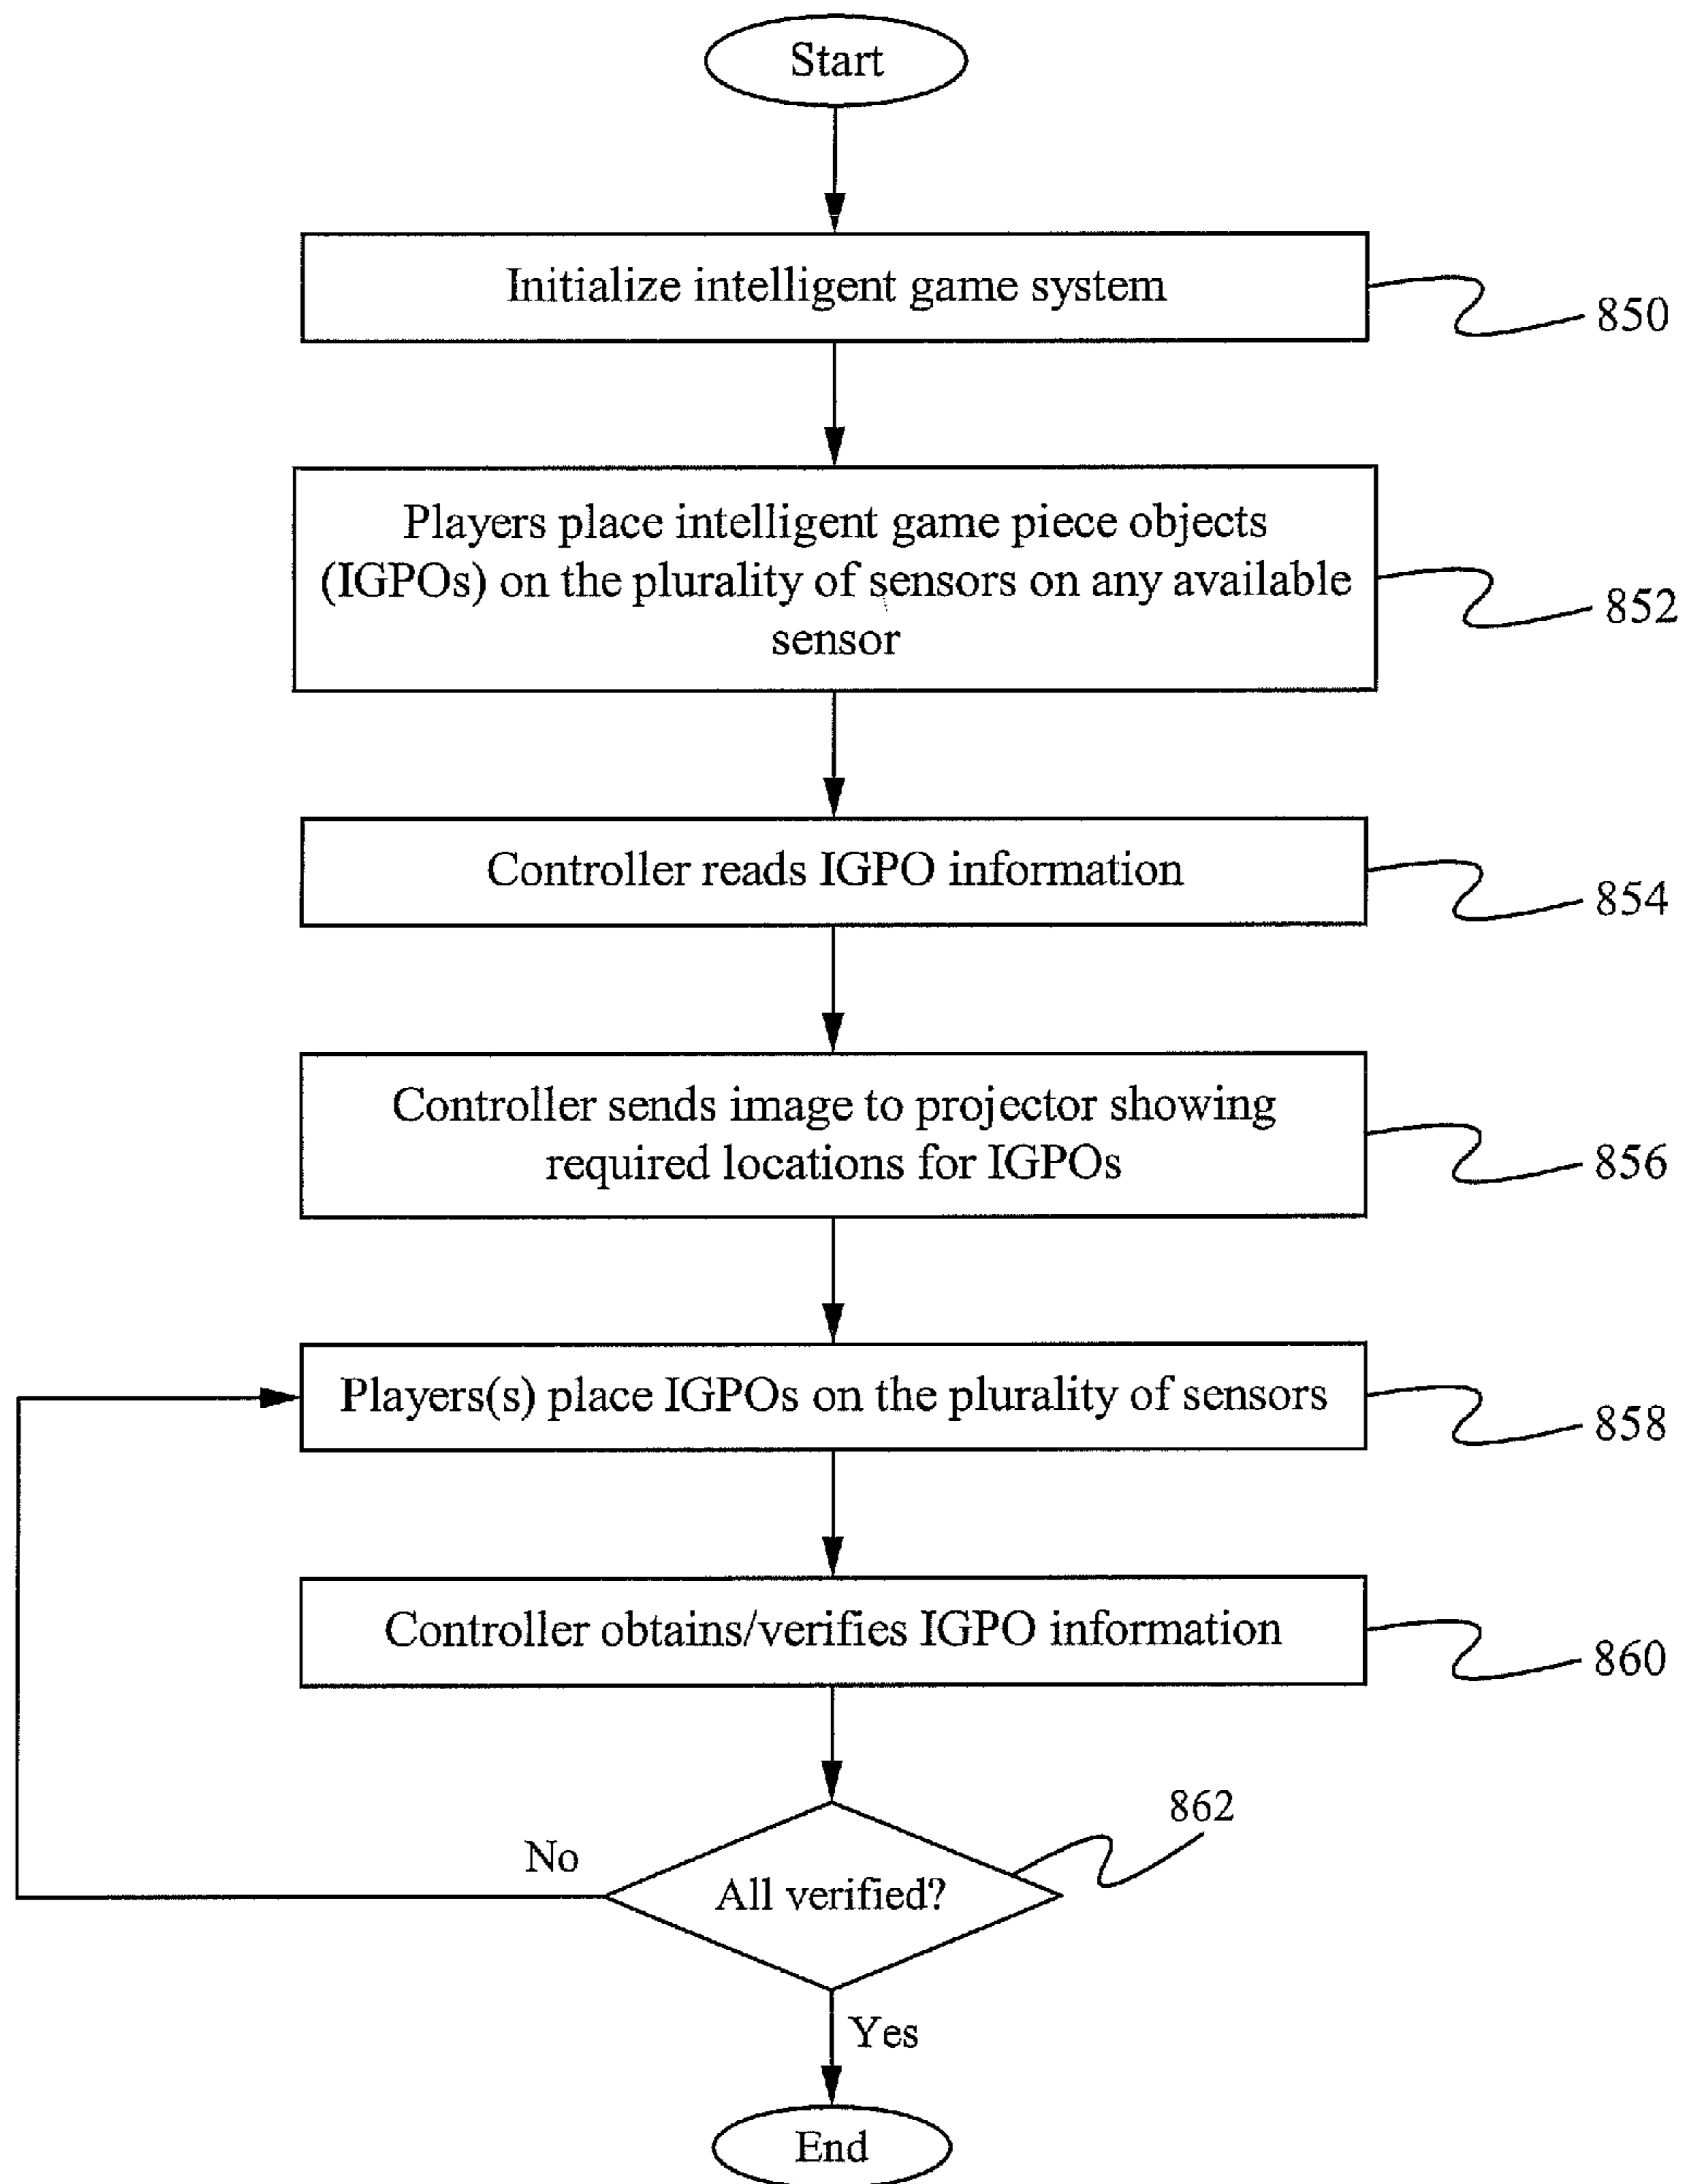 Start
Initialize intelligent game system
850
Players place intelligent game piece objects
(IGPOs) on the plurality of sensors on any available
sensor
852
Controller reads IGPO information
854
Controller sends image to projector showing
required locations for IGPOs
856
Players(s) place IGPOs on the plurality of sensors
858
Controller obtains/verifies IGPO information
860
862
No
All verified?
Yes
End